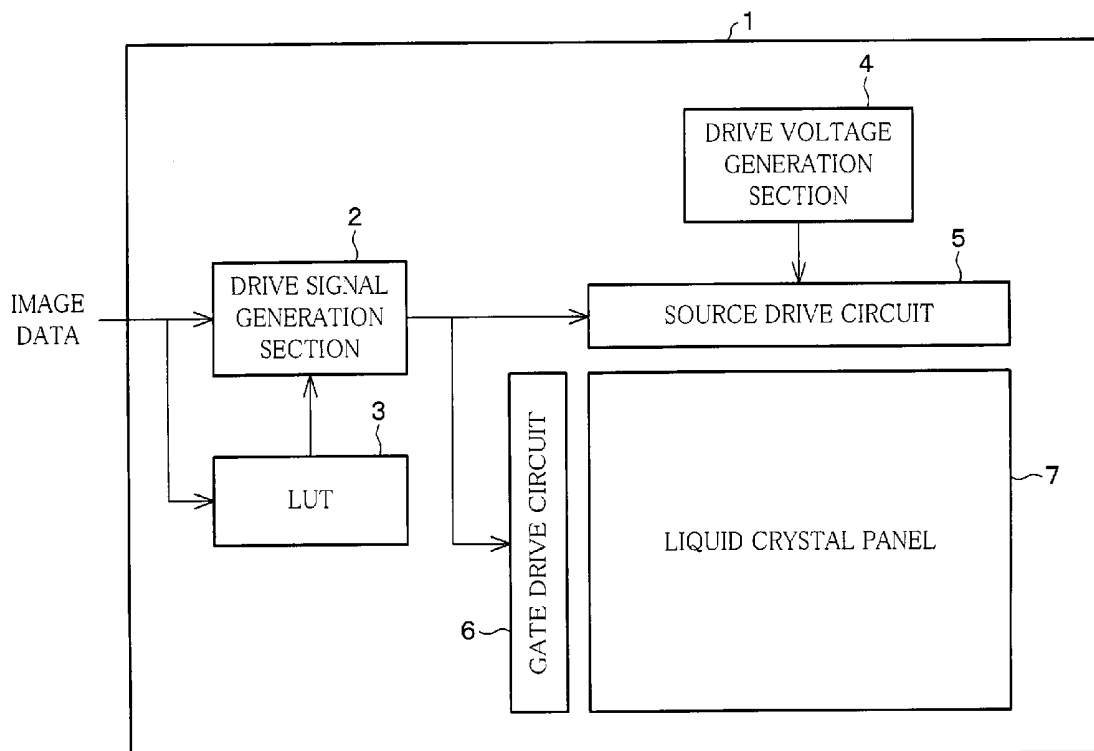 1
4
DRIVE VOLTAGE
GENERATION
SECTION
2
DRIVE SIGNAL
GENERATION
SECTION
5
SOURCE DRIVE CIRCUIT
IMAGE
DATA
3
LUT
GATE DRIVE CIRCUIT
6
LIQUID CRYSTAL PANEL
7